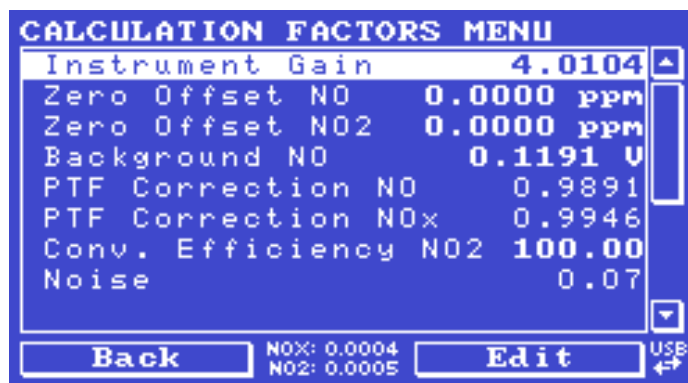 CALCULATION FACTORS MENU
Instrument Gain 4.0104
Zero Offset NO 0.0000 ppm
Zero Offset NO2 0.0000 ppm
Background NO 0.1191 V
PTF Correction NO 0.9891
PTF Correction NOx 0.9946
Conv. Efficiency NO2 100.00
Noise 0.07
Back NOX: 0.0004 Edit USB
NO2: 0.0005